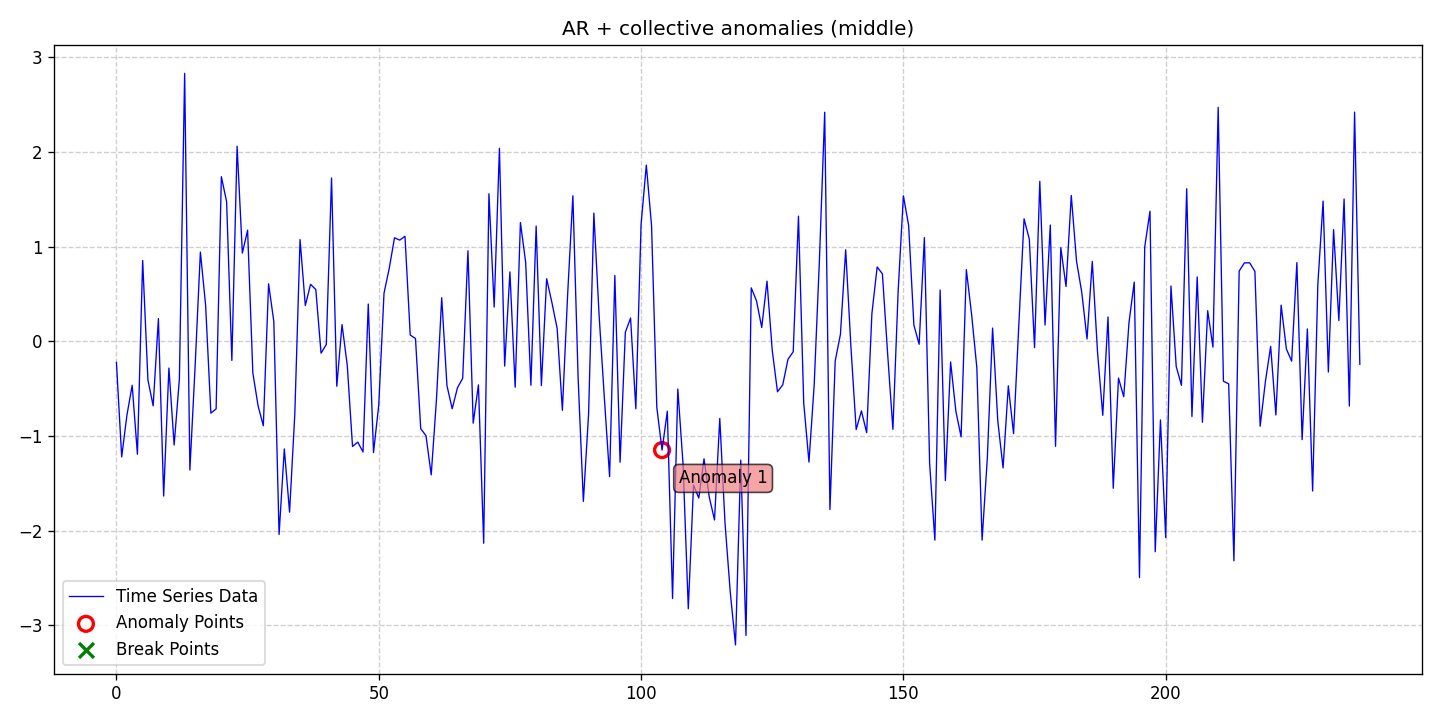 AR + collective anomalies (middle)
3
2
1
0
−1
−2
−3
Anomaly 1
Time Series Data
Anomaly Points
Break Points
0 50 100 150 200